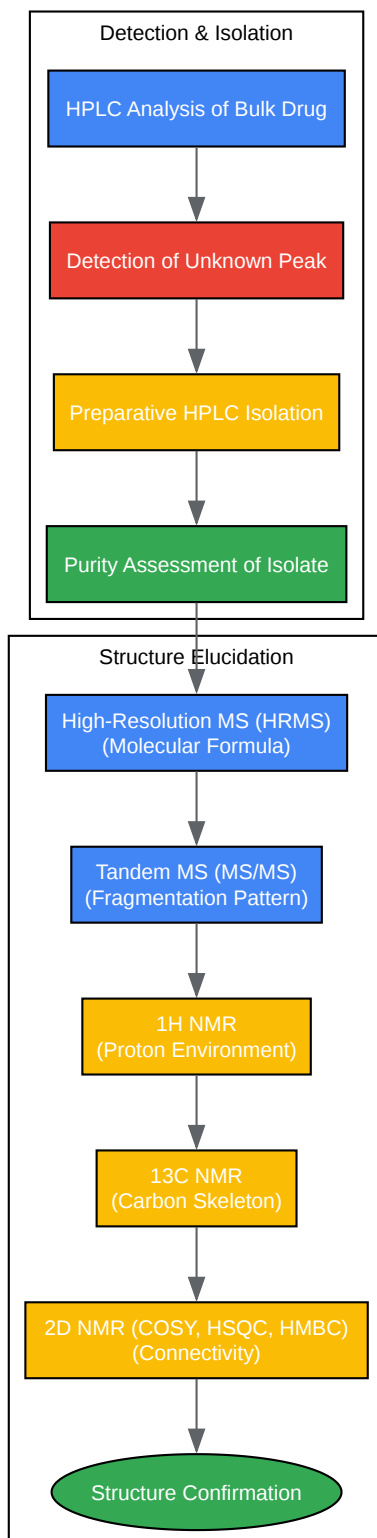 Detection & Isolation
HPLC Analysis of Bulk Drug
Detection of Unknown Peak
Preparative HPLC Isolation
Purity Assessment of Isolate
Structure Elucidation
High-Resolution MS (HRMS)
(Molecular Formula)
Tandem MS (MS/MS)
(Fragmentation Pattern)
1H NMR
(Proton Environment)
13C NMR
(Carbon Skeleton)
2D NMR (COSY, HSQC, HMBC)
(Connectivity)
Structure Confirmation